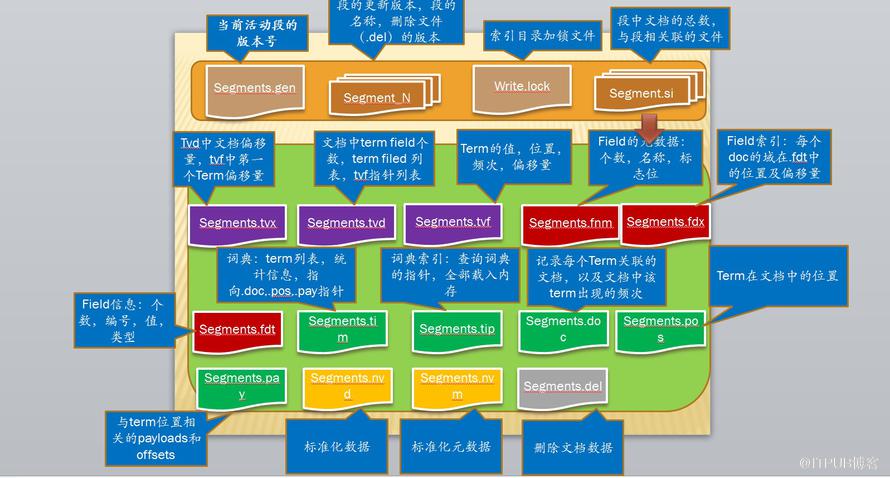 当前活动段的
版本号
段的更新版本，段的
名称，删除文件
（.del）的版本
索引目录加锁文件
段中文档的总数，
与段相关联的文件
Segments.gen
Segment_N
Write.lock
Segment.si
Tvd中文档偏移
量，tvf中第一
个Term偏移量
文档中term field个
数，term filed 列
表，tvf指针列表
Term的值，位置，
频次，偏移量
Field的元数据：
个数，名称，标
志位
Field索引：每个
doc的域在.fdt中
的位置及偏移量
Segments.tvx
Segments.tvd
Segments.tvf
Segments.fnm
Segments.fdx
词典：term列表，统
计信息，指
向.doc,.pos,.pay指针
词典索引：查询词典
的指针，全部载入内
存
记录每个Term关联的
文档，以及文档中该
term出现的频次
Term在文档中的位置
Field信息：个
数，编号，值，
类型
Segments.fdt
Segments.ti
m
Segments.tip
Segments.do
c
Segments.po
s
Segments.pa
y
Segments.nv
d
Segments.nv
m
Segments.del
与term位置相
关的payloads和
offsets
标准化数据
标准化元数据
删除文档数据
@ITPUB博客